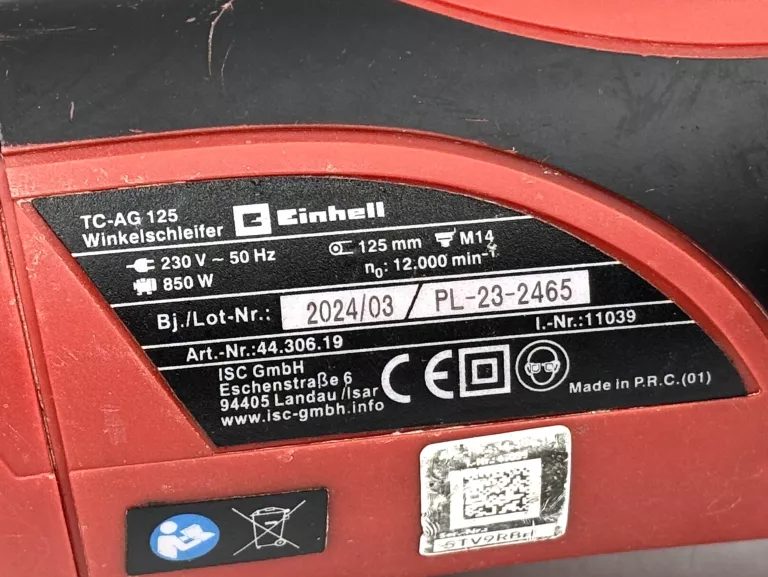 TC-AG 125
Winkelschleifer
Einhell
230 V ~ 50 Hz
850 W
125 mm
M14
n0: 12.000 min-1
Bj./Lot-Nr.: 2024/03 / PL-23-2465
Art.-Nr.:44.306.19
I.-Nr.:11039
ISC GmbH
Eschenstraße 6
94405 Landau /Isar
www.isc-gmbh.info
CE
Made in P.R.C.(01)